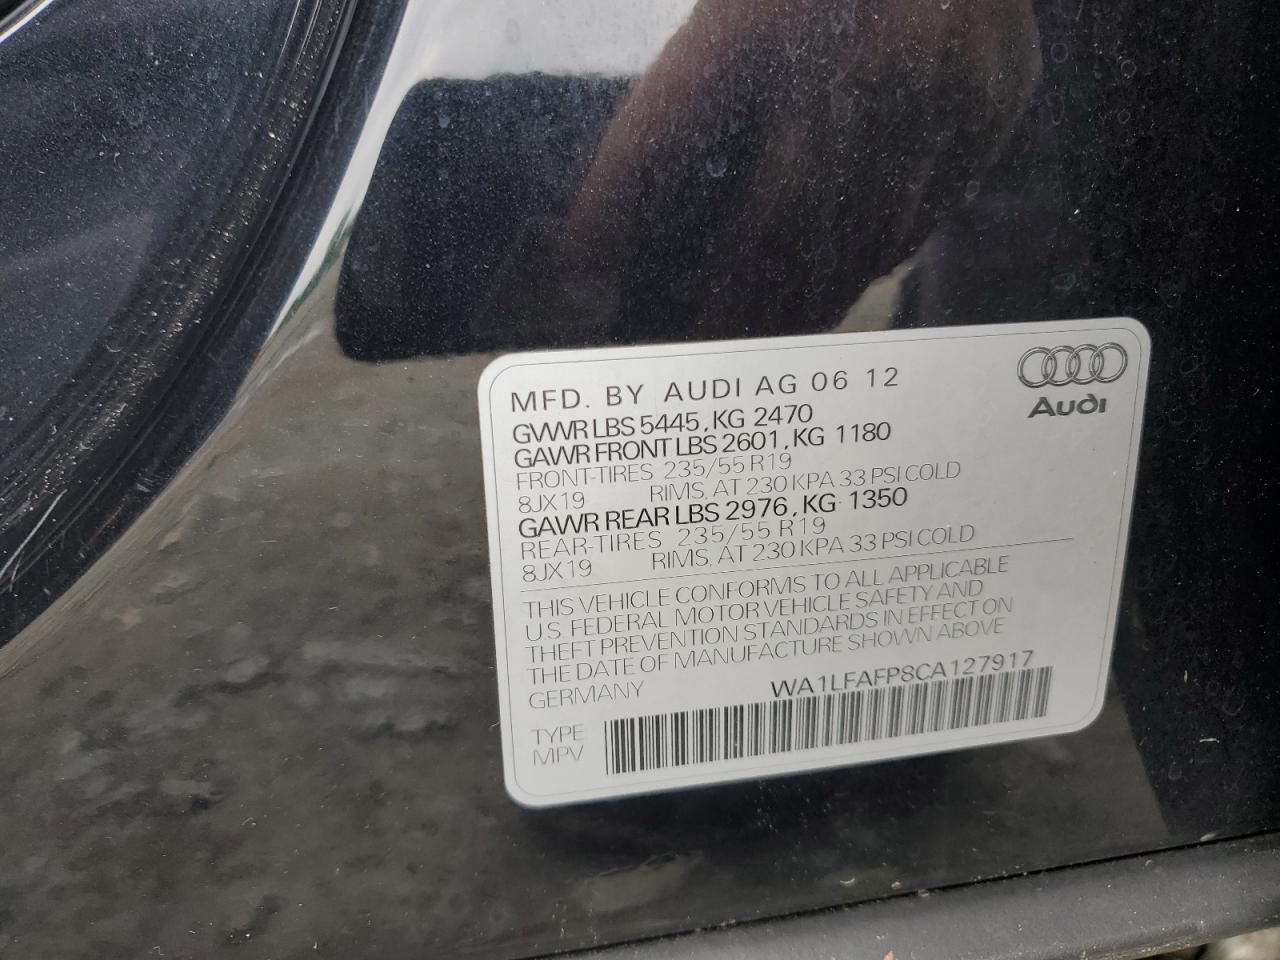 MFD. BY AUDI AG 06 12
Audi
GVWR LBS 5445, KG 2470
GAWR FRONT LBS 2601, KG 1180
FRONT-TIRES 235/55 R19
8JX19 RIMS, AT 230 KPA 33 PSI COLD
GAWR REAR LBS 2976, KG 1350
REAR-TIRES 235/55 R19
8JX19 RIMS, AT 230 KPA 33 PSI COLD
THIS VEHICLE CONFORMS TO ALL APPLICABLE
U.S. FEDERAL MOTOR VEHICLE SAFETY AND
THEFT PREVENTION STANDARDS IN EFFECT ON
THE DATE OF MANUFACTURE SHOWN ABOVE
GERMANY WA1LFAFP8CA127917
TYPE
MPV